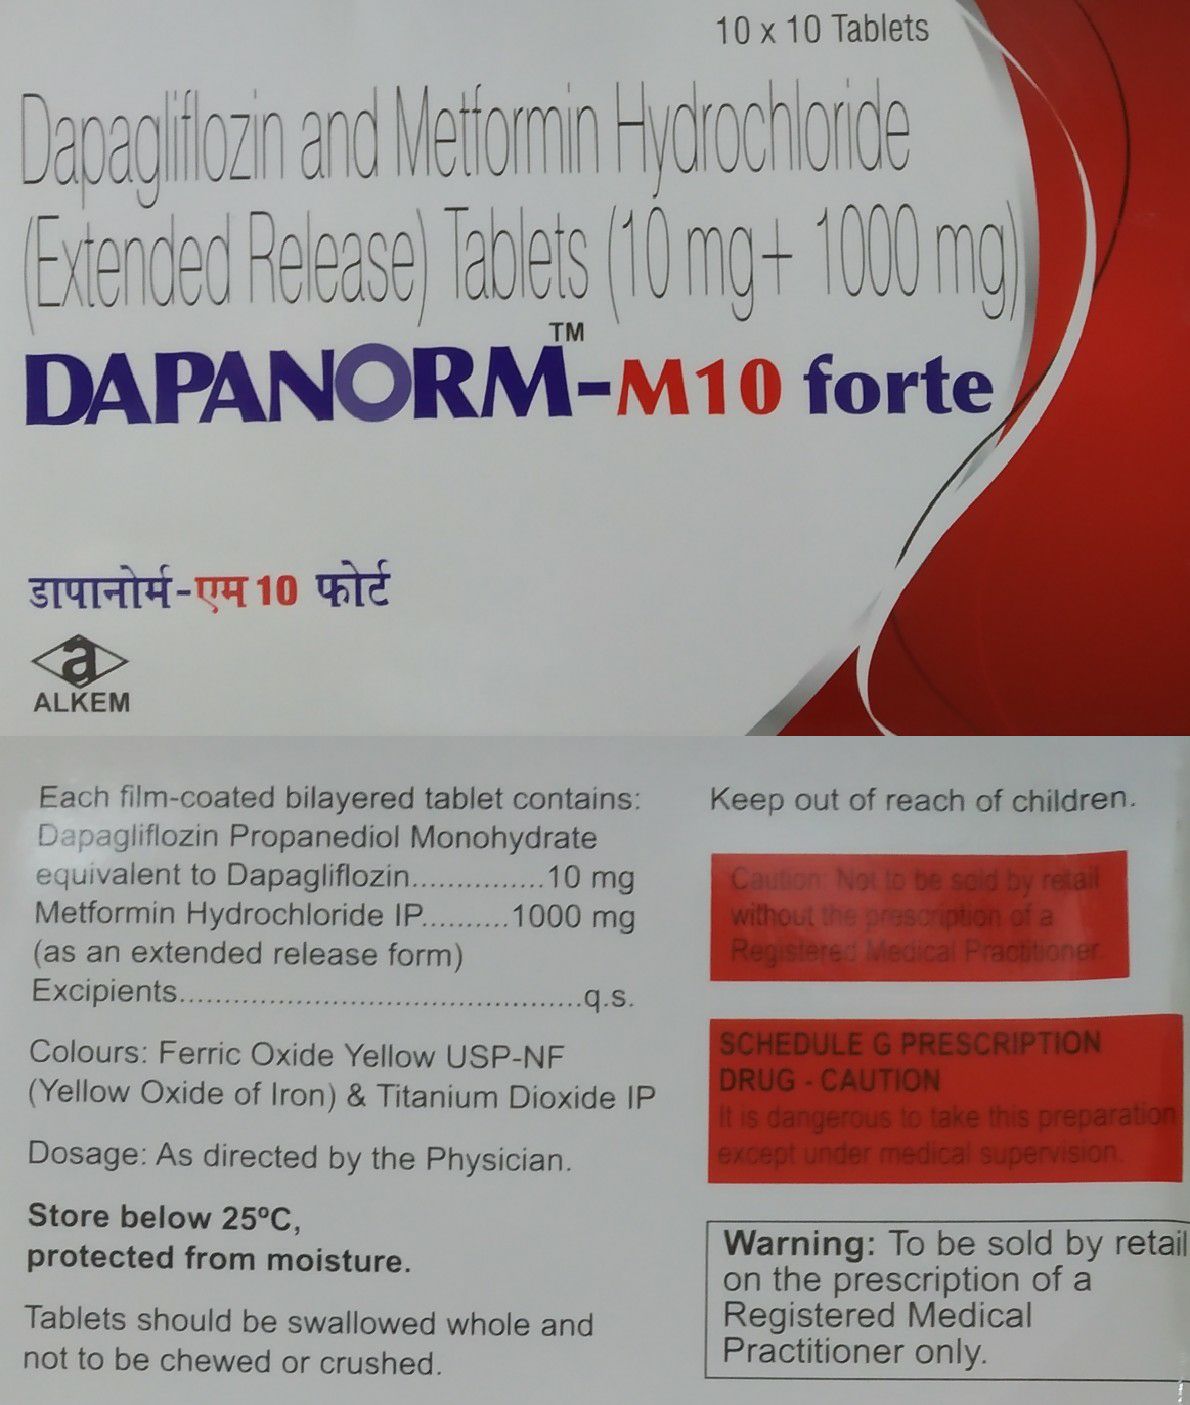 10 x 10 Tablets
Dapagliflozin and Metformin Hydrochloride
(Extended Release) Tablets (10 mg+ 1000 mg)
DAPANORM™-M10 forte
डापानोर्म-एम 10 फोर्ट
a
ALKEM
Each film-coated bilayered tablet contains:
Dapagliflozin Propanediol Monohydrate
equivalent to Dapagliflozin...............10 mg
Metformin Hydrochloride IP..........1000 mg
(as an extended release form)
Excipients.............................................q.s.
Colours: Ferric Oxide Yellow USP-NF
(Yellow Oxide of Iron) & Titanium Dioxide IP
Dosage: As directed by the Physician.
Store below 25°C,
protected from moisture.
Tablets should be swallowed whole and
not to be chewed or crushed.
Keep out of reach of children.
Caution: Not to be sold by retail
without the prescription of a
Registered Medical Practitioner.
SCHEDULE G PRESCRIPTION
DRUG - CAUTION
It is dangerous to take this preparation
except under medical supervision.
Warning: To be sold by retail
on the prescription of a
Registered Medical
Practitioner only.